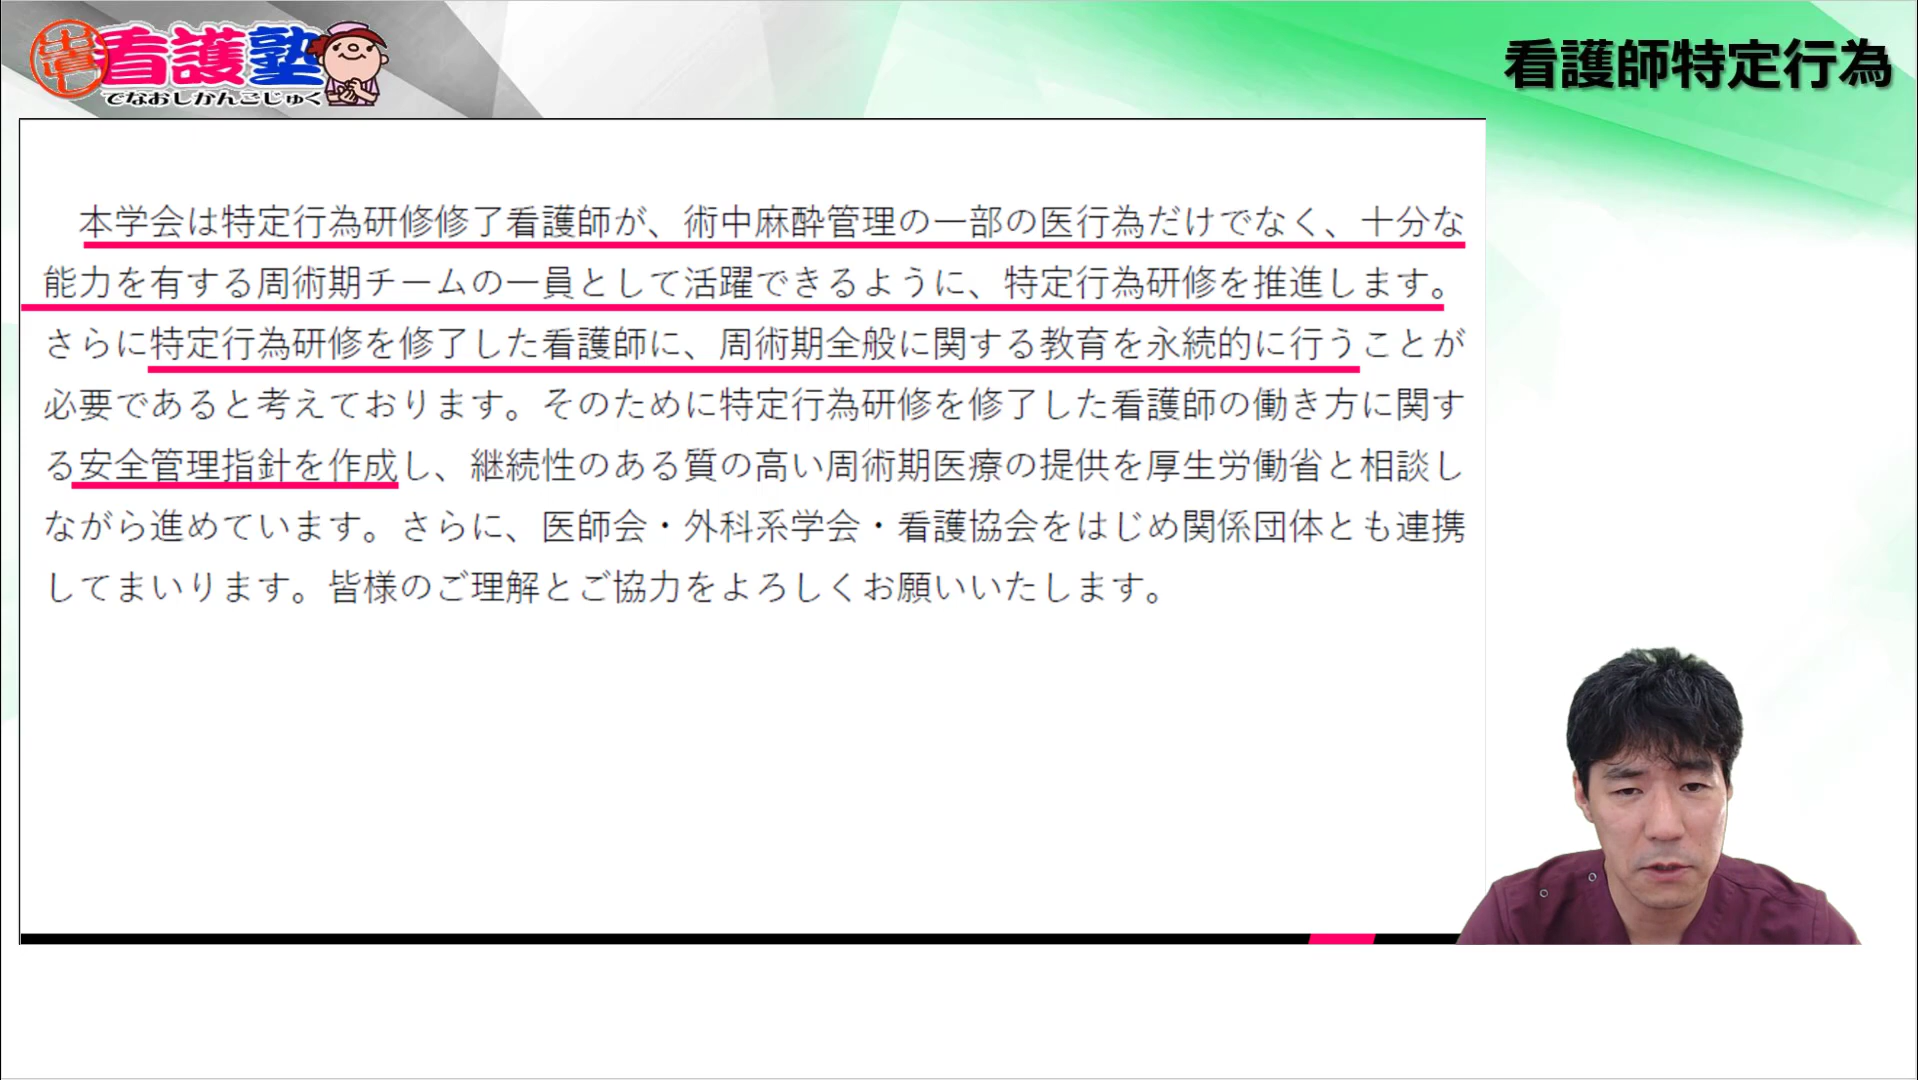 看護塾
でなおしかんごじゅく
看護師特定行為
本学会は特定行為研修修了看護師が、術中麻酔管理の一部の医行為だけでなく、十分な
能力を有する周術期チームの一員として活躍できるように、特定行為研修を推進します。
さらに特定行為研修を修了した看護師に、周術期全般に関する教育を永続的に行うことが
必要であると考えております。そのために特定行為研修を修了した看護師の働き方に関す
る安全管理指針を作成し、継続性のある質の高い周術期医療の提供を厚生労働省と相談し
ながら進めています。さらに、医師会・外科系学会・看護協会をはじめ関係団体とも連携
してまいります。皆様のご理解とご協力をよろしくお願いいたします。